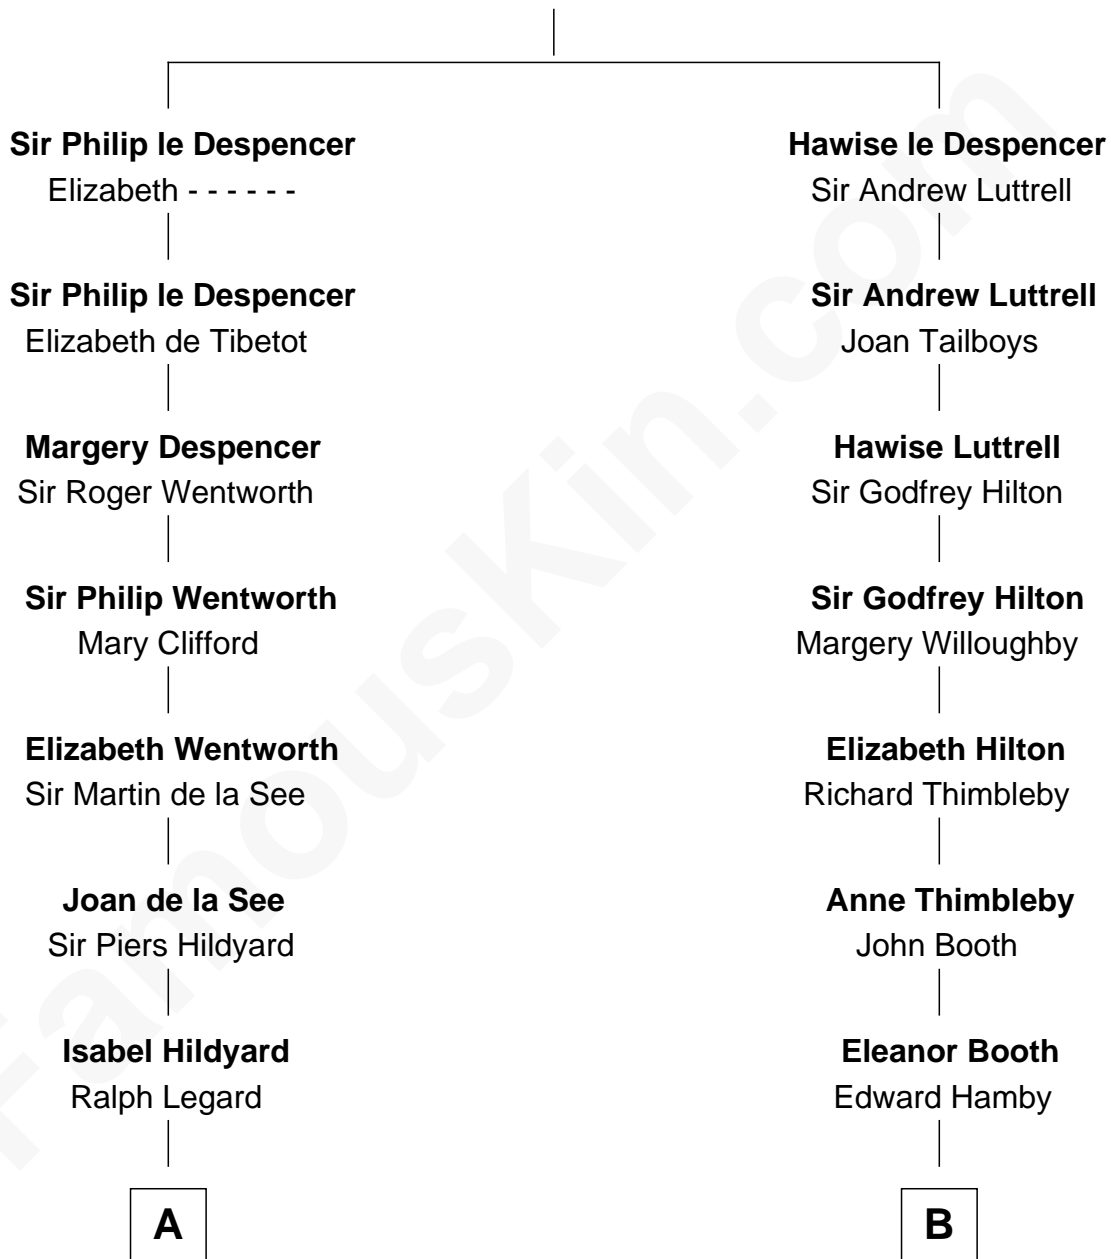 Sir Philip le Despencer
Elizabeth - - - - - -
Sir Philip le Despencer
Elizabeth de Tibetot
Margery Despencer
Sir Roger Wentworth
Sir Philip Wentworth
Mary Clifford
Elizabeth Wentworth
Sir Martin de la See
Joan de la See
Sir Piers Hildyard
Isabel Hildyard
Ralph Legard
A
Hawise le Despencer
Sir Andrew Luttrell
Sir Andrew Luttrell
Joan Tailboys
Hawise Luttrell
Sir Godfrey Hilton
Sir Godfrey Hilton
Margery Willoughby
Elizabeth Hilton
Richard Thimbleby
Anne Thimbleby
John Booth
Eleanor Booth
Edward Hamby
B
FamousKin.com